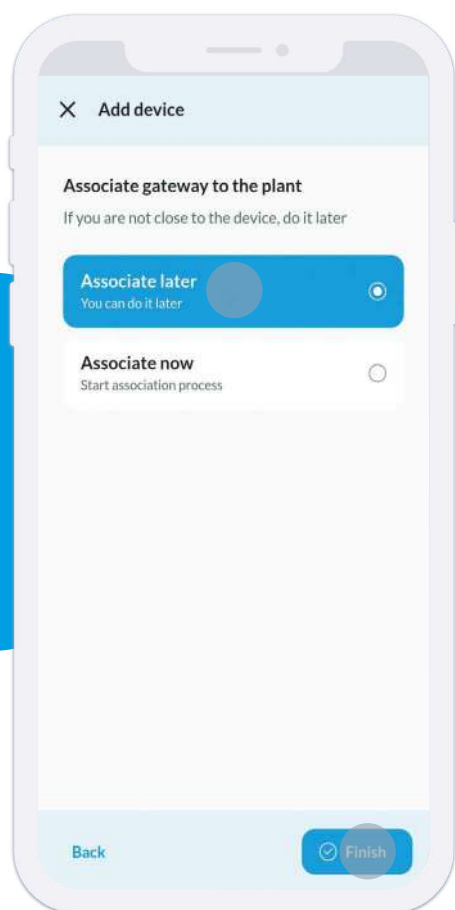 Add device
Associate gateway to the plant
If you are not close to the device, do it later
Associate later
You can do it later
Associate now
Start association process
Back
Finish